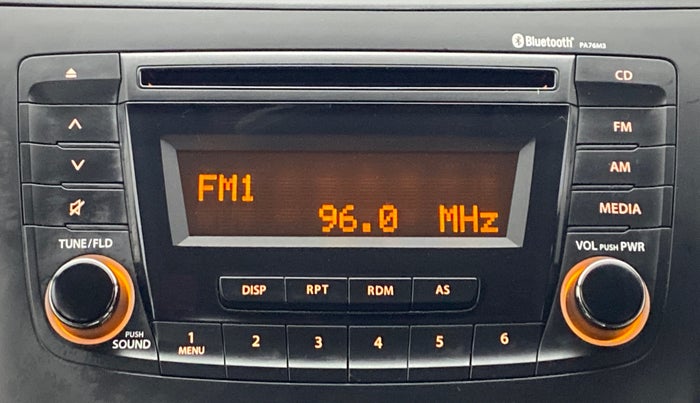 Bluetooth PA76M3
CD
FM
AM
MEDIA
FM1
96.0 MHz
TUNE/FLD
VOL PUSH PWR
DISP RPT RDM AS
PUSH
SOUND
1 2 3 4 5 6
MENU